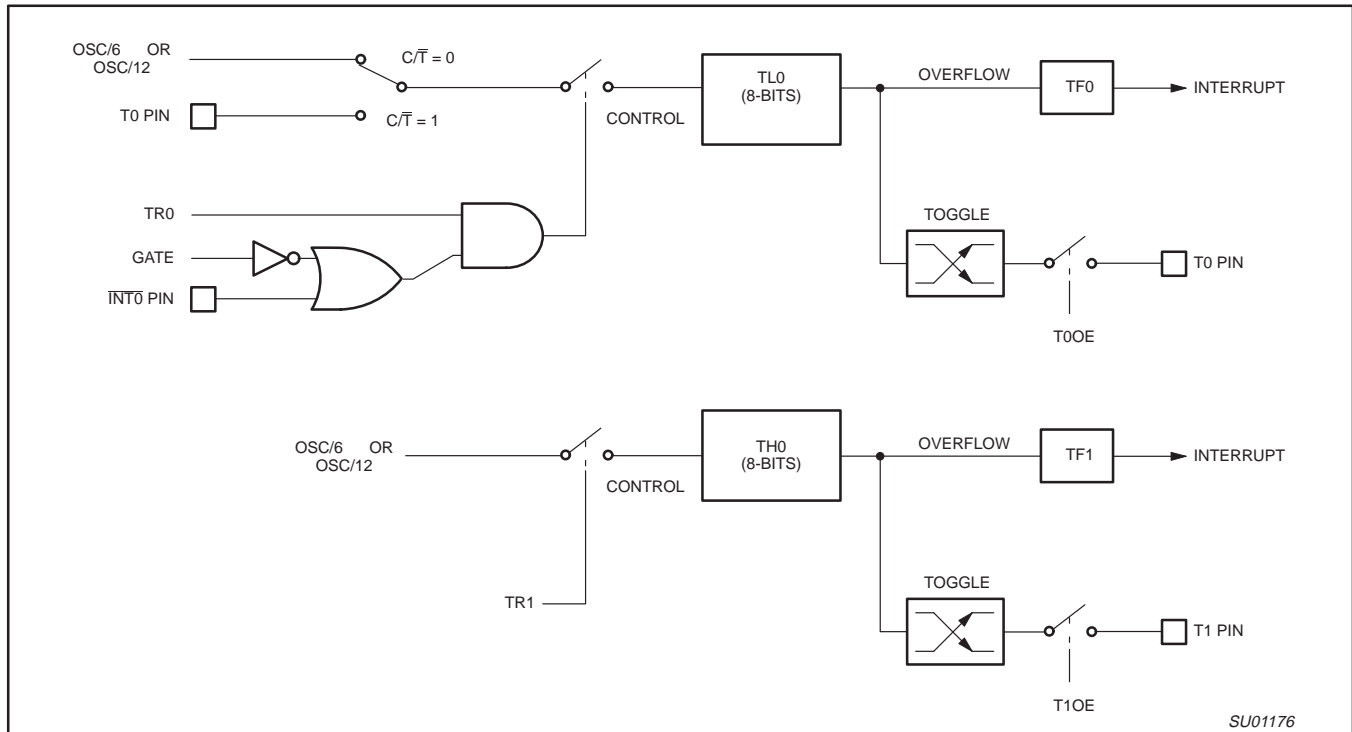 OSC/6 OR
OSC/12
C/T̅ = 0
T0 PIN
C/T̅ = 1
CONTROL
TL0
(8-BITS)
OVERFLOW
TF0
INTERRUPT
TR0
GATE
I̅N̅T̅0̅ PIN
TOGGLE
T0 PIN
T0OE
OSC/6 OR
OSC/12
CONTROL
TH0
(8-BITS)
OVERFLOW
TF1
INTERRUPT
TR1
TOGGLE
T1 PIN
T1OE
SU01176